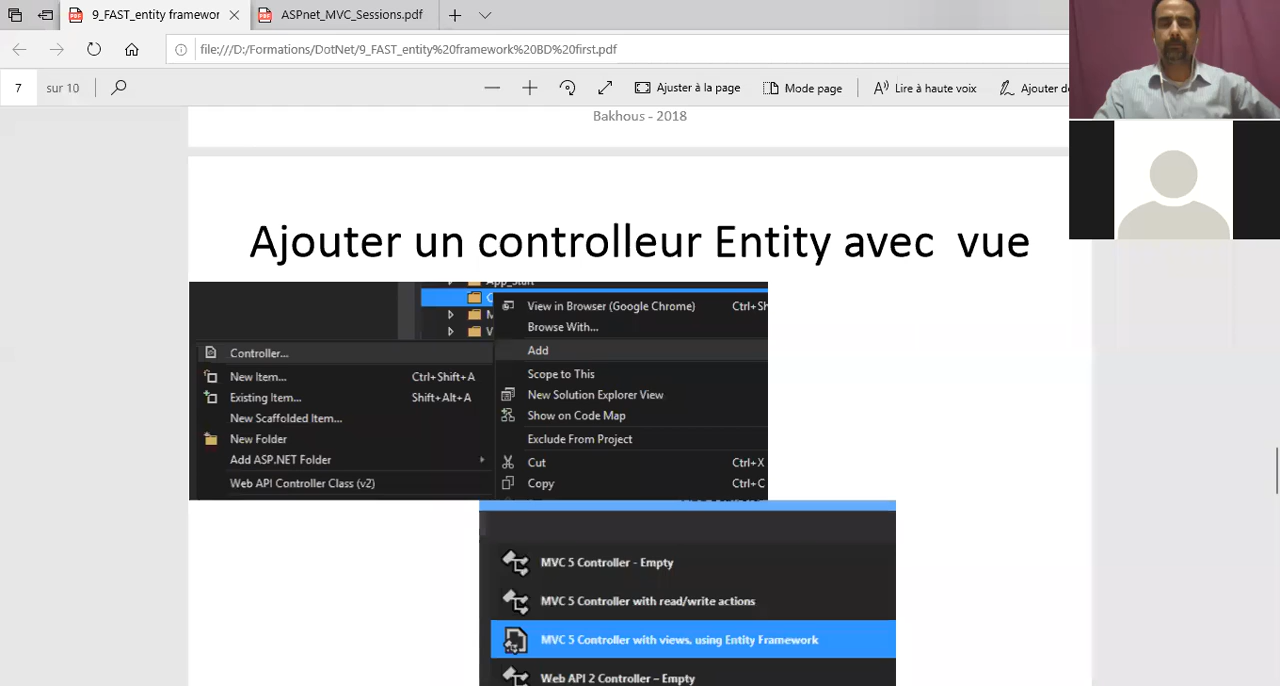 9_FAST_entity framewor
ASPnet_MVC_Sessions.pdf
file:///D:/Formations/DotNet/9_FAST_entity%20framework%20BD%20first.pdf
7 sur 10
Ajuster à la page
Mode page
Lire à haute voix
Ajouter de
Bakhous - 2018
Ajouter un controlleur Entity avec vue
App_Start
View in Browser (Google Chrome) Ctrl+Sh
Browse With...
Add
Scope to This
New Solution Explorer View
Show on Code Map
Exclude From Project
Cut Ctrl+X
Copy Ctrl+C
Controller...
New Item... Ctrl+Shift+A
Existing Item... Shift+Alt+A
New Scaffolded Item...
New Folder
Add ASP.NET Folder
Web API Controller Class (v2)
MVC 5 Controller - Empty
MVC 5 Controller with read/write actions
MVC 5 Controller with views, using Entity Framework
Web API 2 Controller – Empty